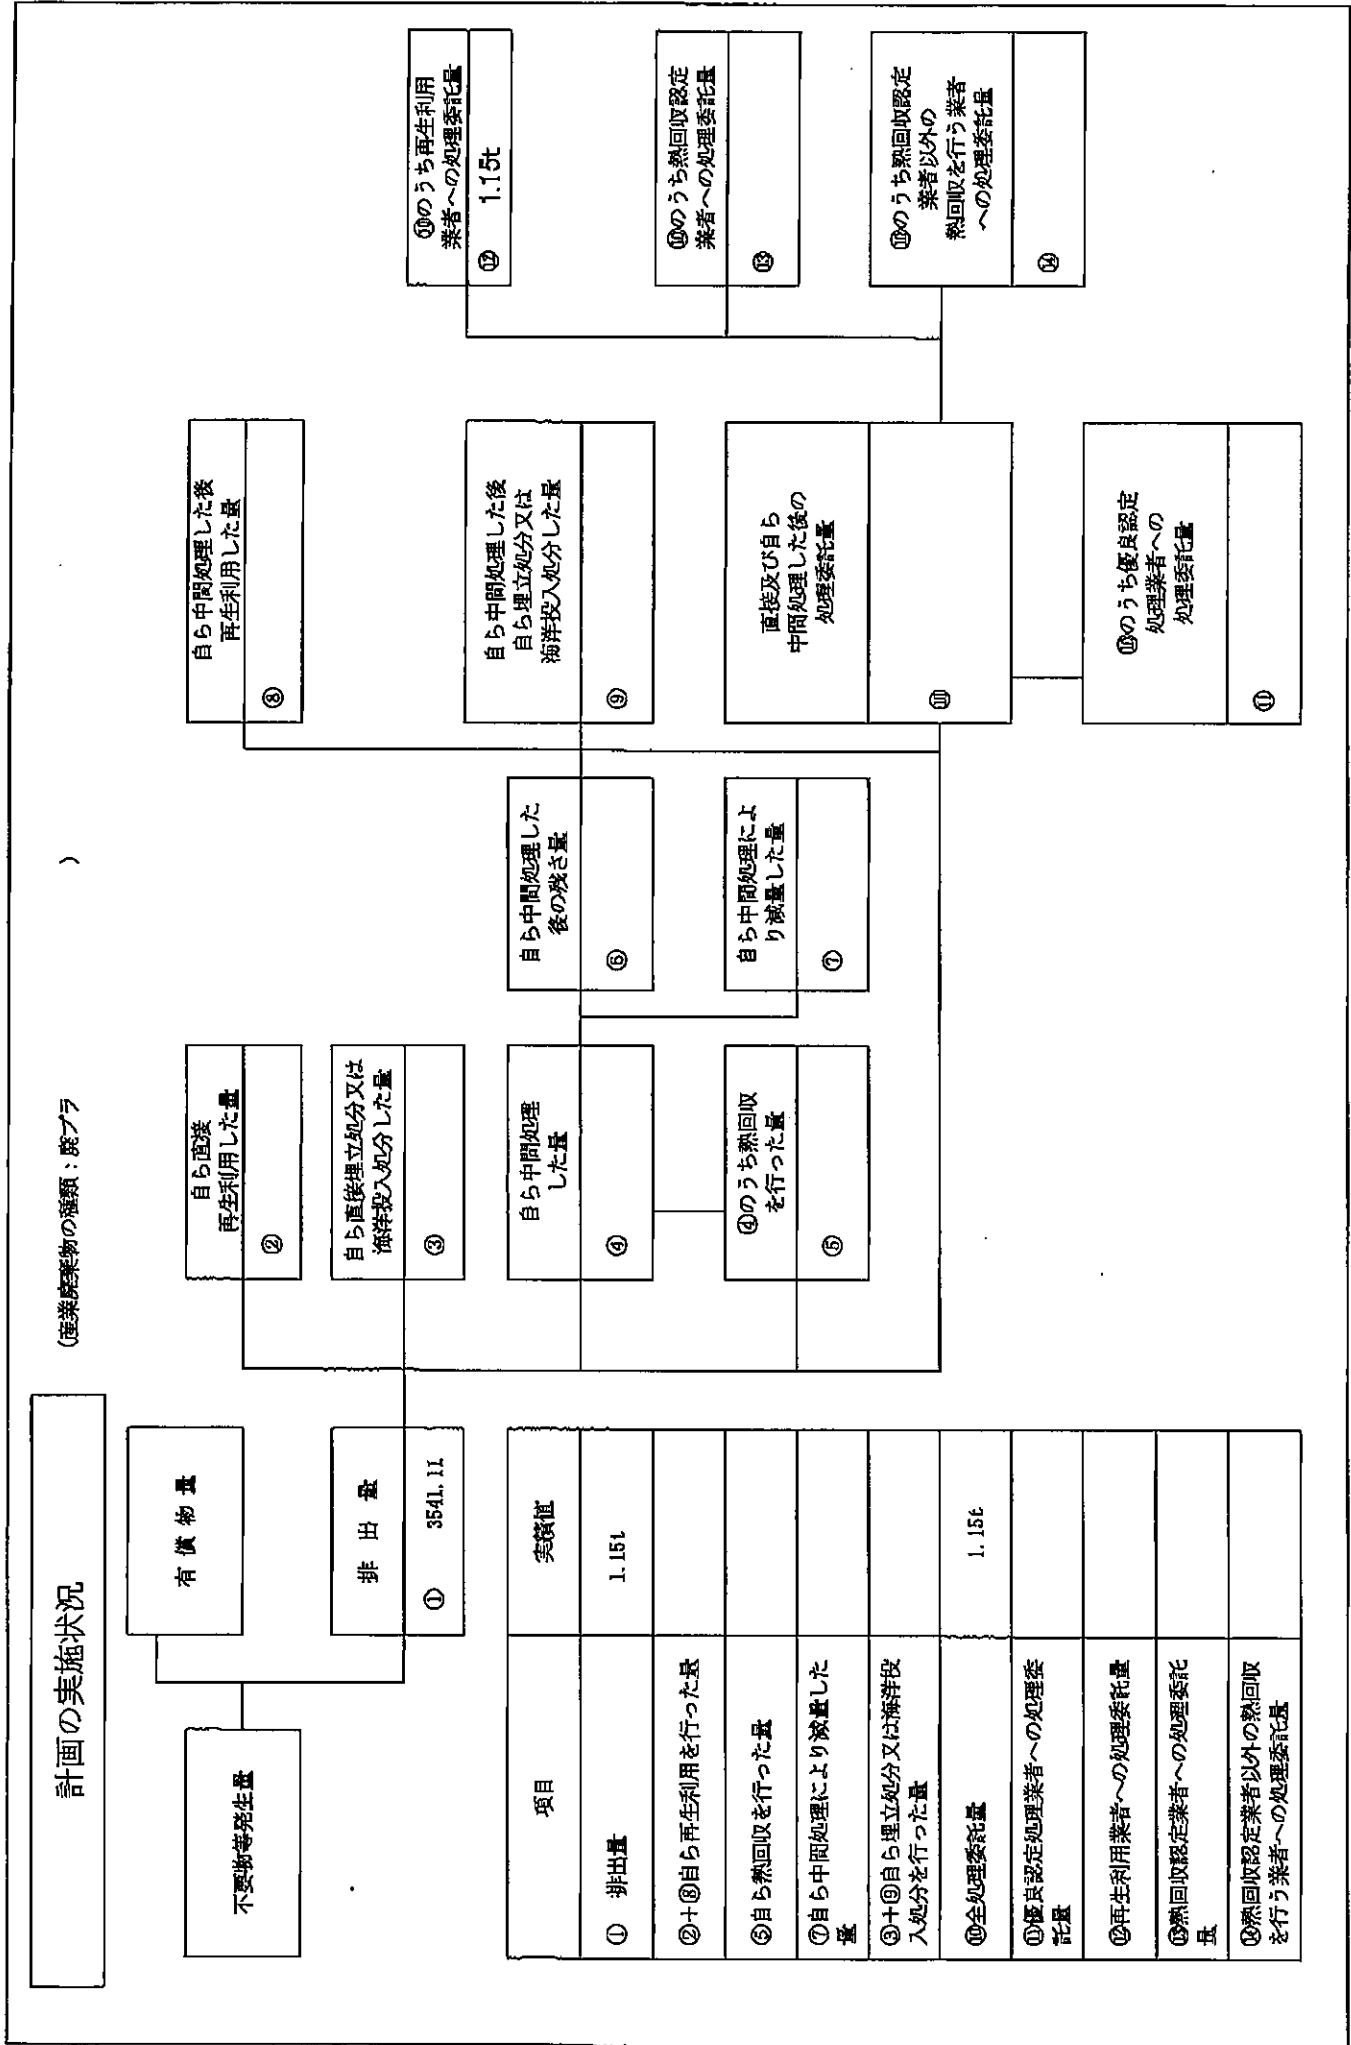 計画の実施状況
（産業廃棄物の種類：廃プラ　　　　　）
不要物等発生量
有 償 物 量
排 出 量
① 3541.11
自ら直接
再生利用した量
②
自ら直接埋立処分又は
海洋投入処分した量
③
自ら中間処理
した量
④
④のうち熱回収
を行った量
⑤
自ら中間処理した
後の残さ量
⑥
自ら中間処理によ
り減量した量
⑦
自ら中間処理した後
再生利用した量
⑧
自ら中間処理した後
自ら埋立処分又は
海洋投入処分した量
⑨
直接及び自ら
中間処理した後の
処理委託量
⑩
⑩のうち優良認定
処理業者への
処理委託量
⑪
⑩のうち再生利用
業者への処理委託量
⑫ 1.15t
⑩のうち熱回収認定
業者への処理委託量
⑬
⑩のうち熱回収認定
業者以外の
熱回収を行う業者
への処理委託量
⑭
項目 実績値
① 排出量 1.15t
②＋⑧自ら再生利用を行った量
⑤自ら熱回収を行った量
⑦自ら中間処理により減量した
量
③＋⑨自ら埋立処分又は海洋投
入処分を行った量
⑩全処理委託量 1.15t
⑪優良認定処理業者への処理委
託量
⑫再生利用業者への処理委託量
⑬熱回収認定業者への処理委託
量
⑭熱回収認定業者以外の熱回収
を行う業者への処理委託量